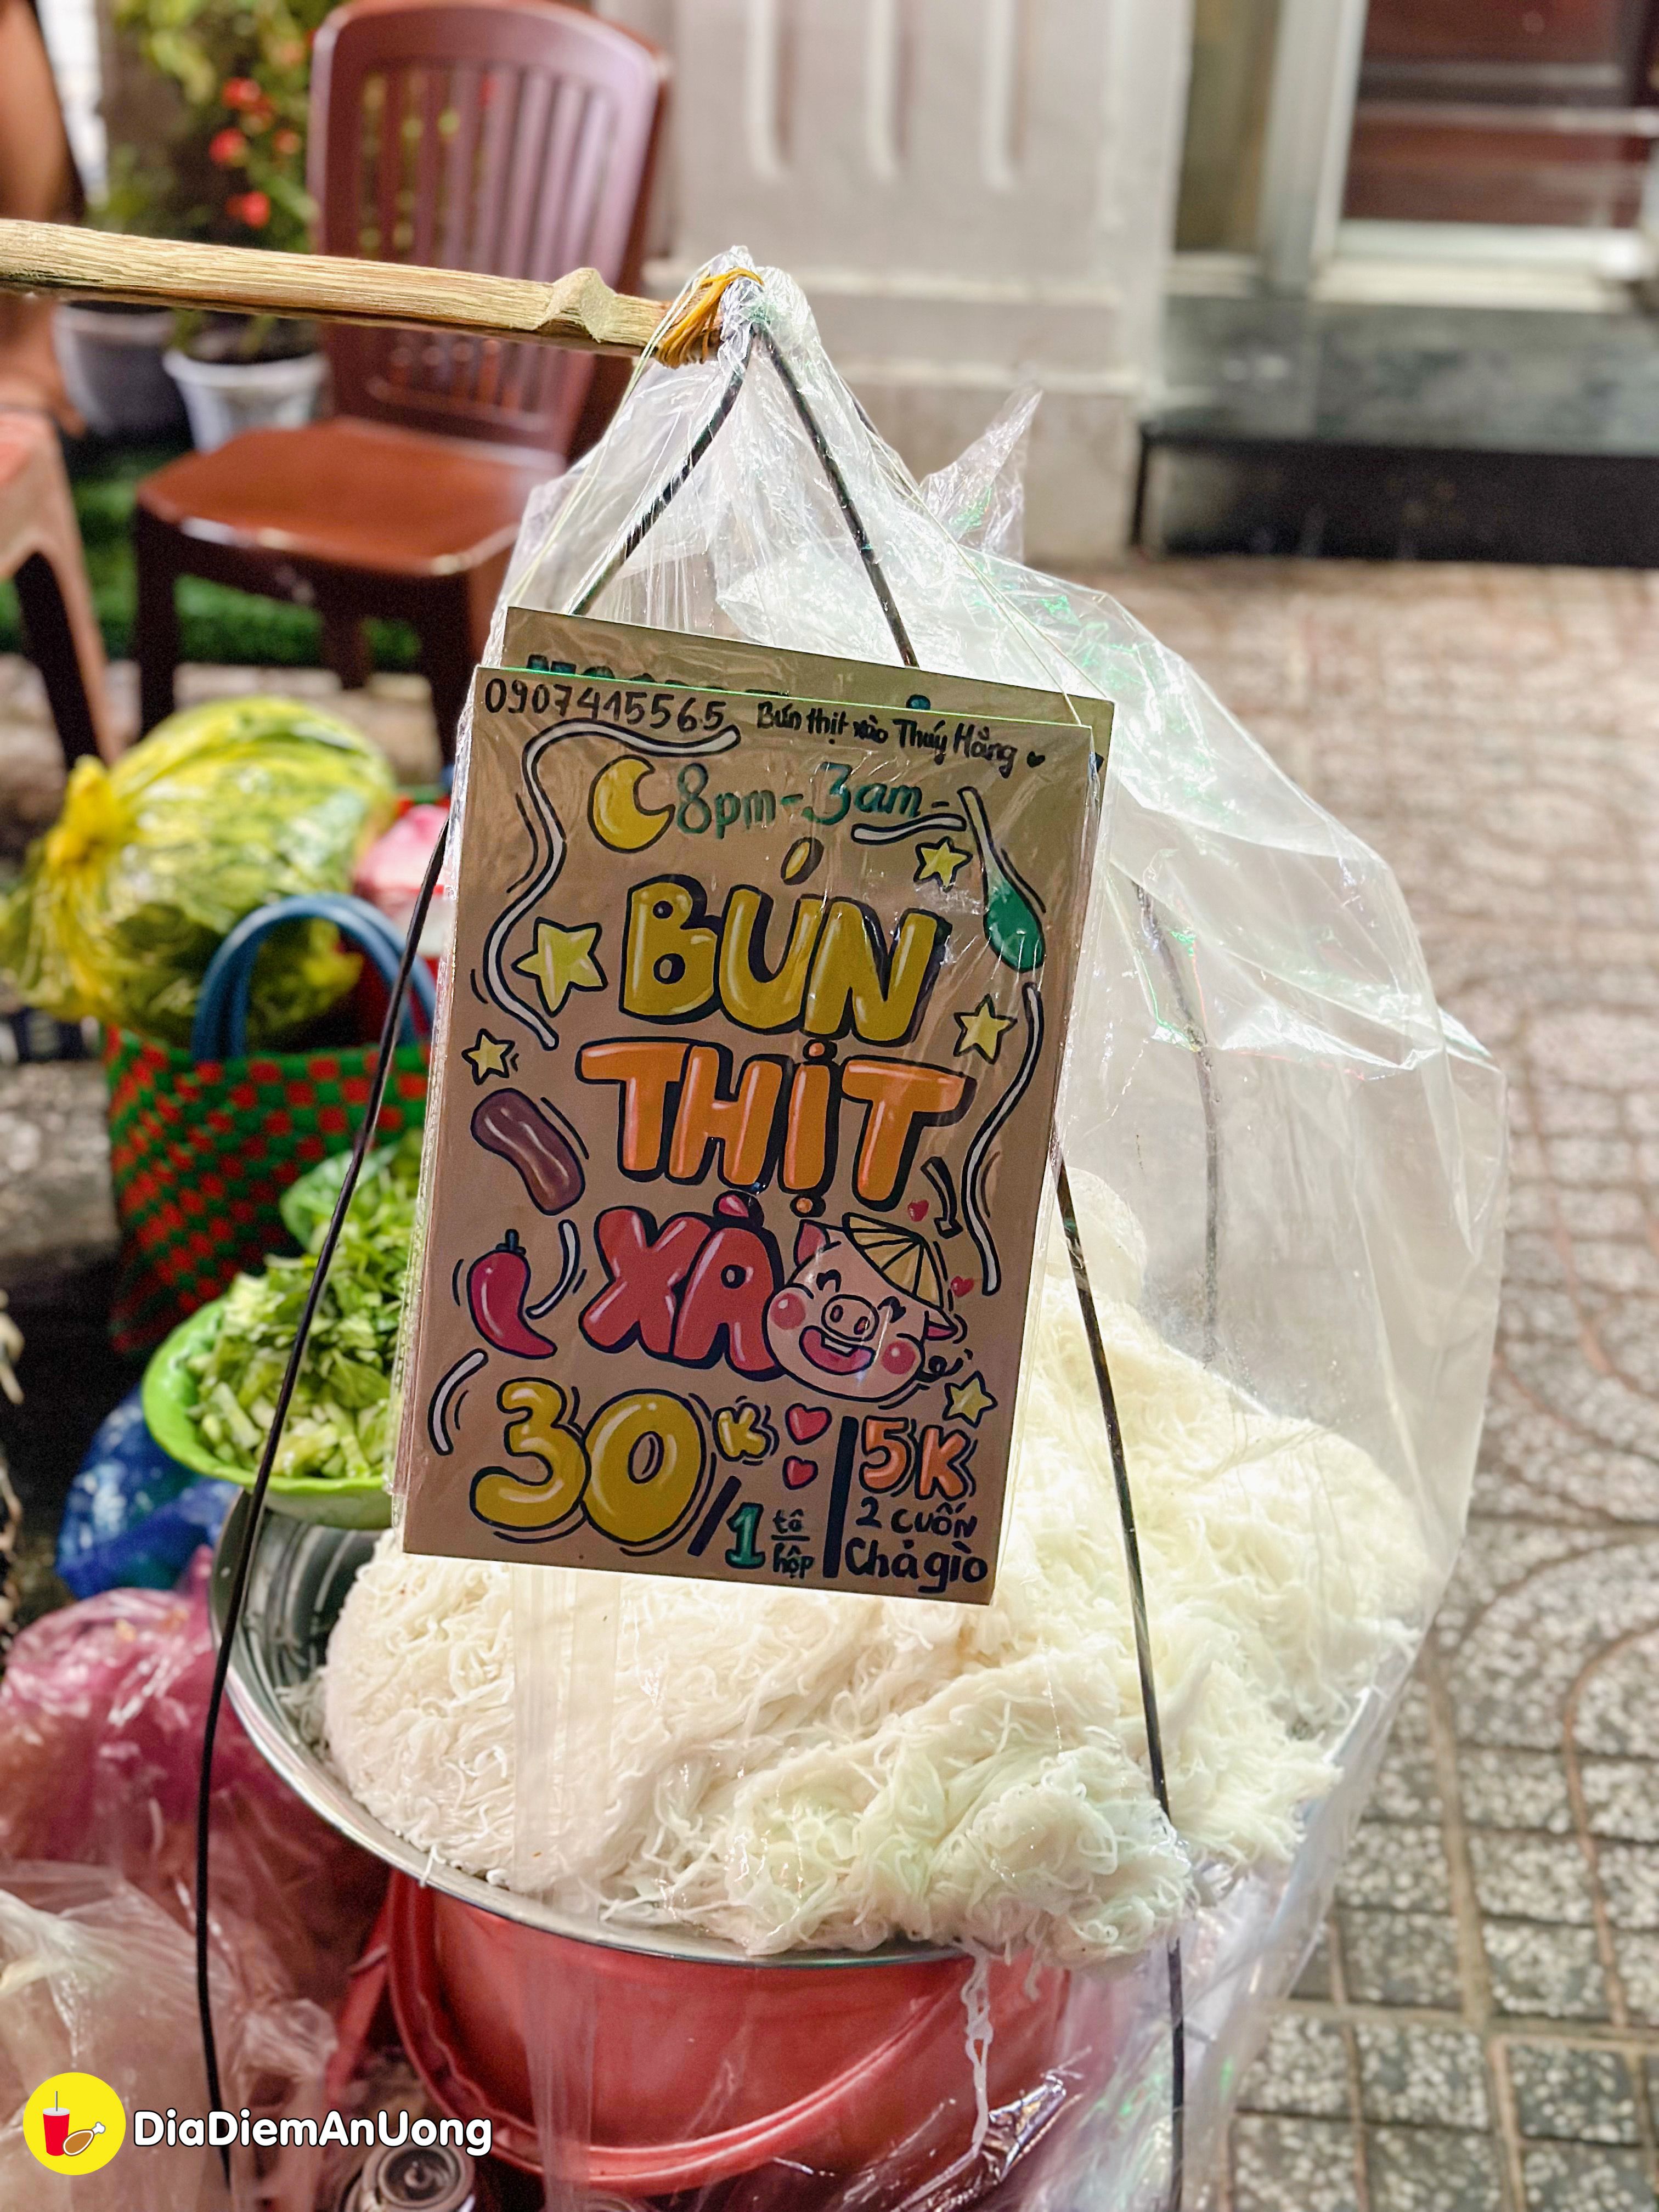 0907415565 Bún thịt xào Thúy Hằng
8pm-3am
BÚN
THỊT
XÀO
30K/1 tô hộp
5K
2 cuốn
Chả giò
DiaDiemAnUong